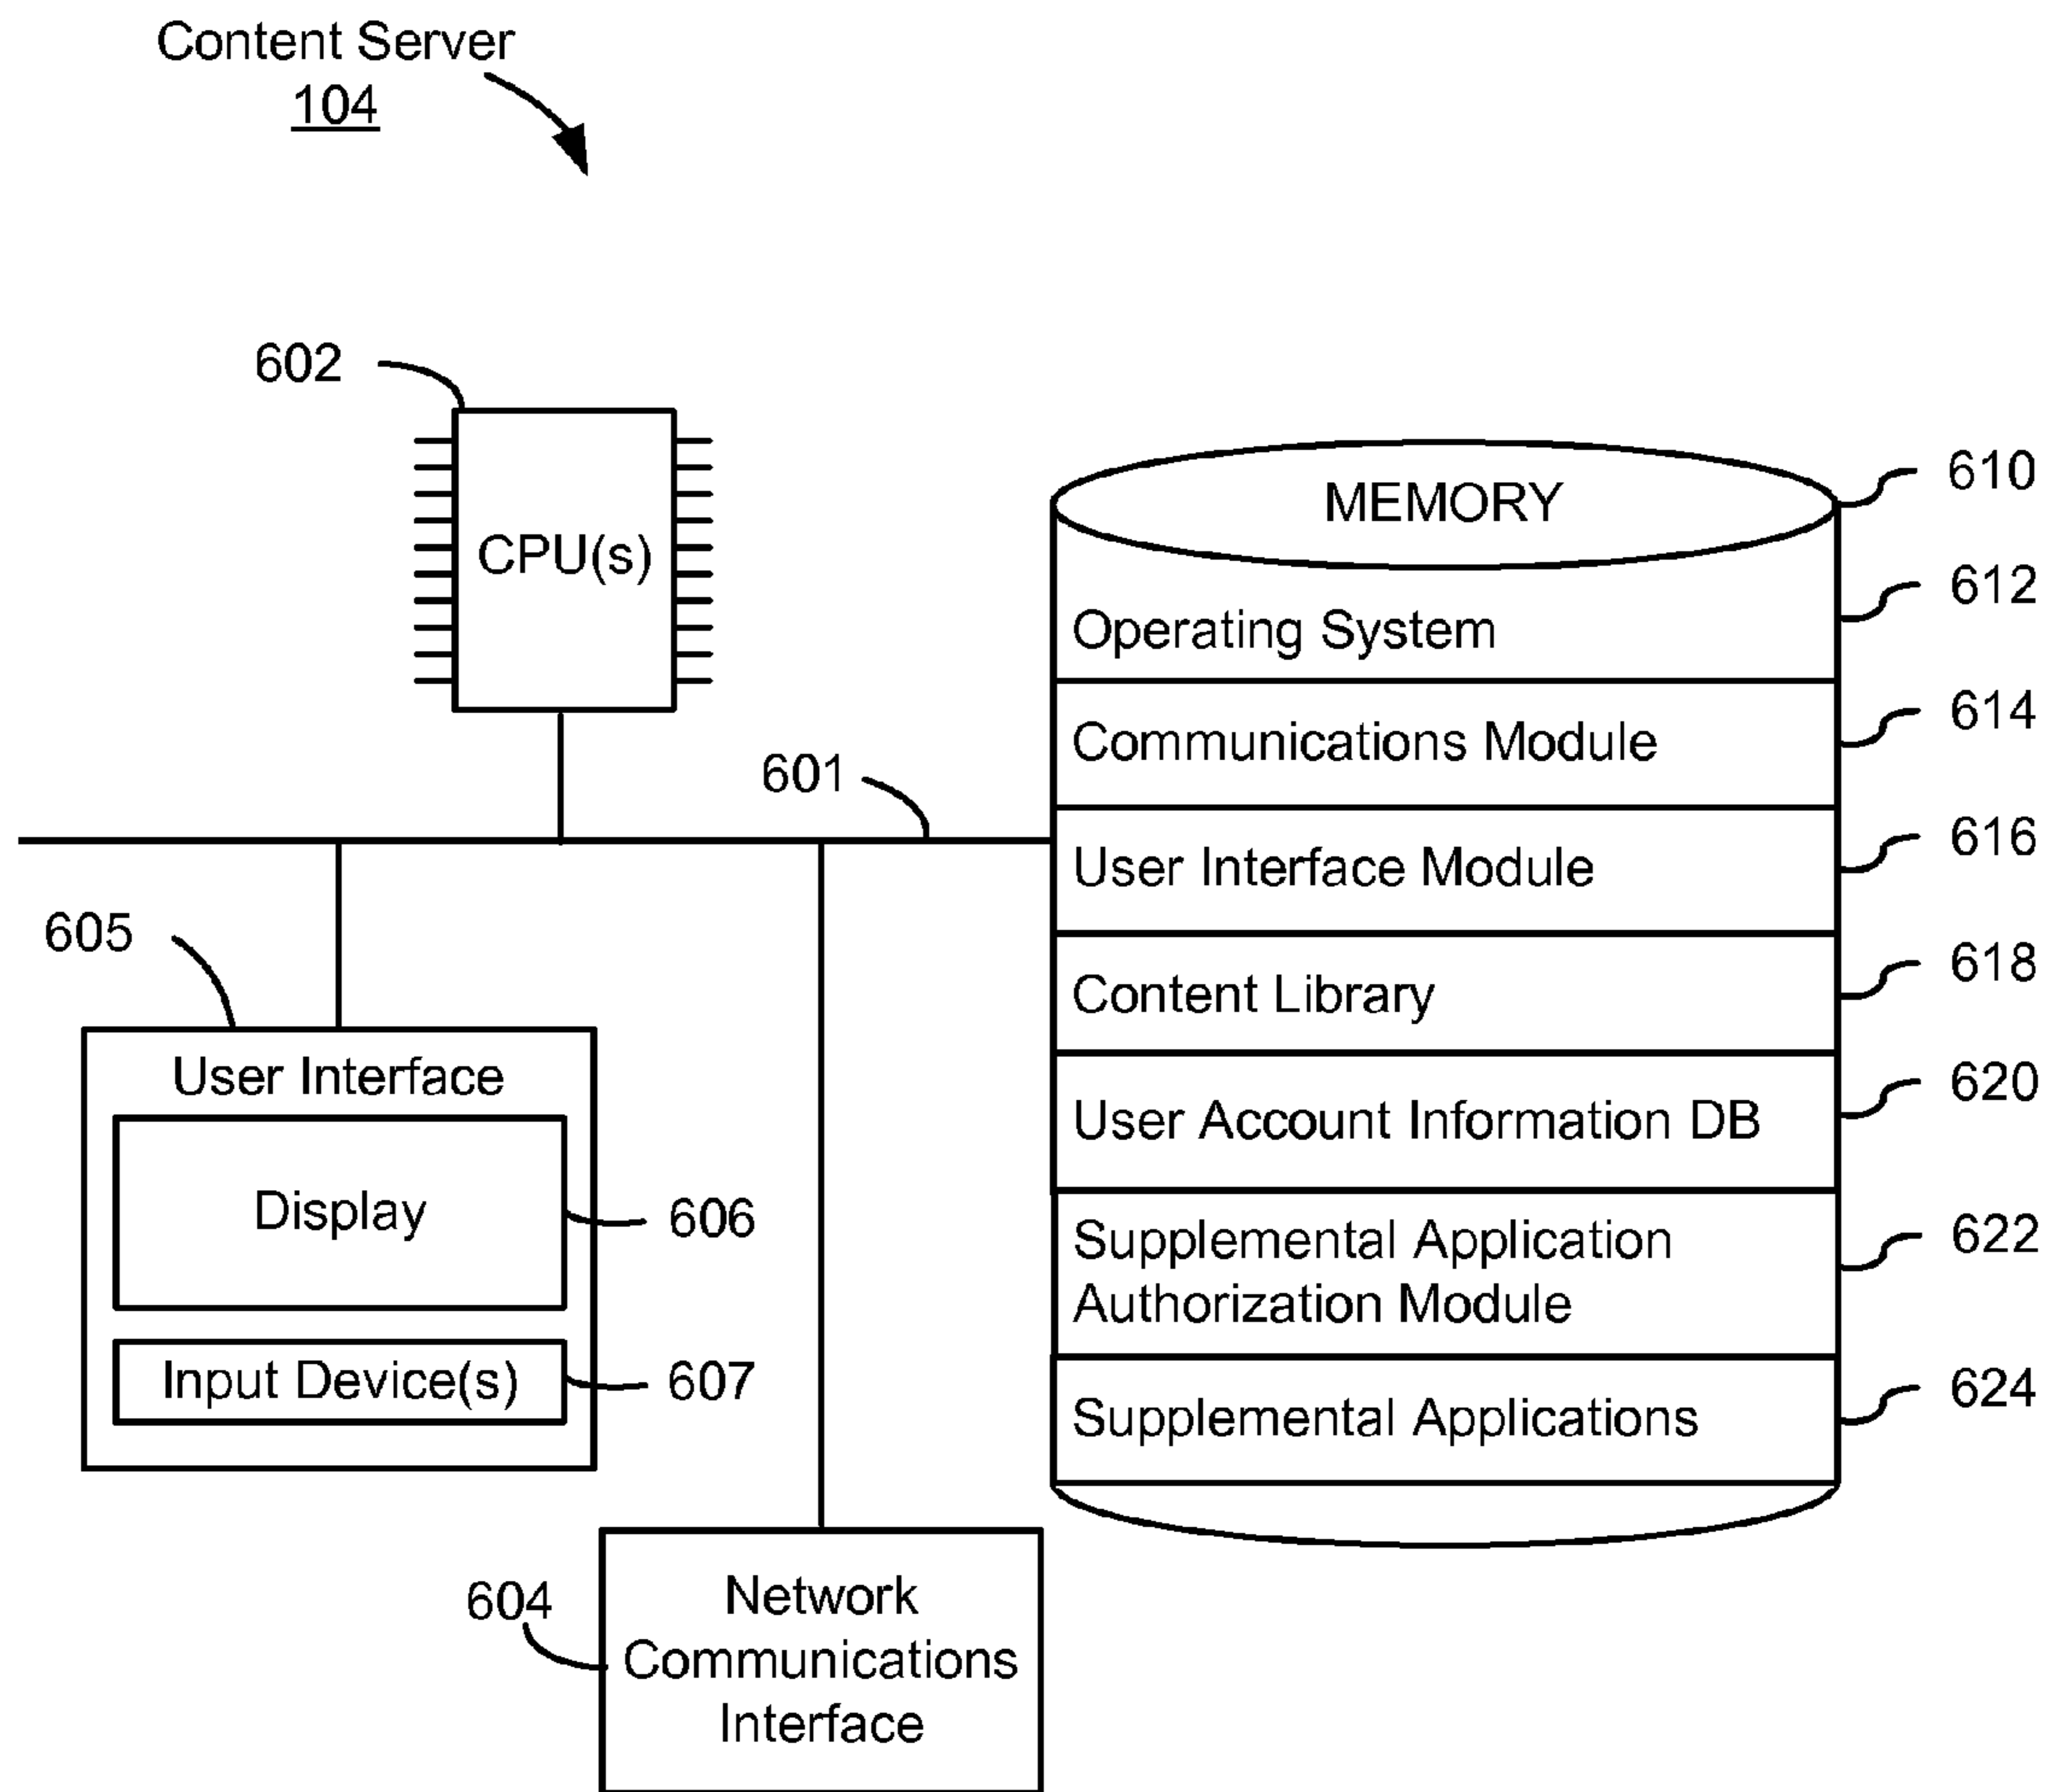 Content Server
104
602
CPU(s)
MEMORY
610
Operating System
612
Communications Module
614
601
User Interface Module
616
605
Content Library
618
User Interface
User Account Information DB
620
Display
606
Supplemental Application
Authorization Module
622
Input Device(s)
607
Supplemental Applications
624
604
Network
Communications
Interface